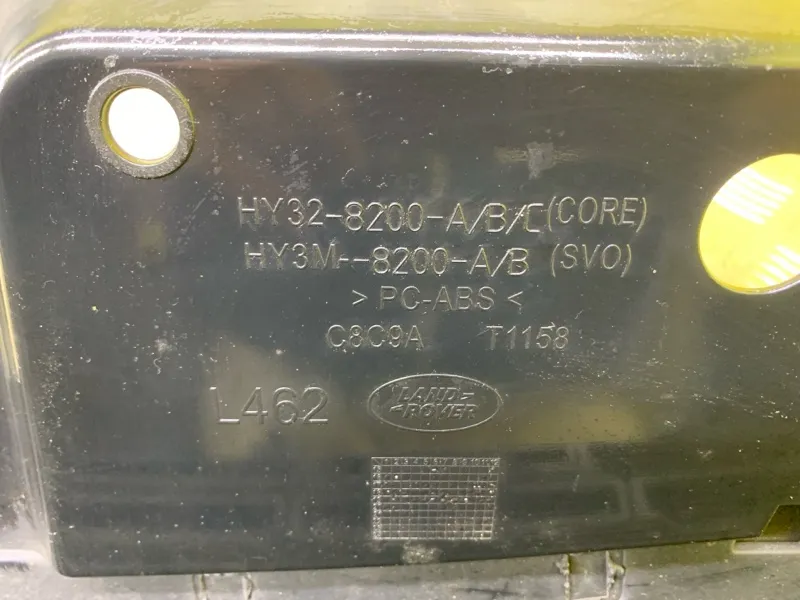 HY32-8200-A/B/C (CORE)
HY3M-8200-A/B (SVO)
> PC-ABS <
C8C9A T1158
L462 LAND ROVER